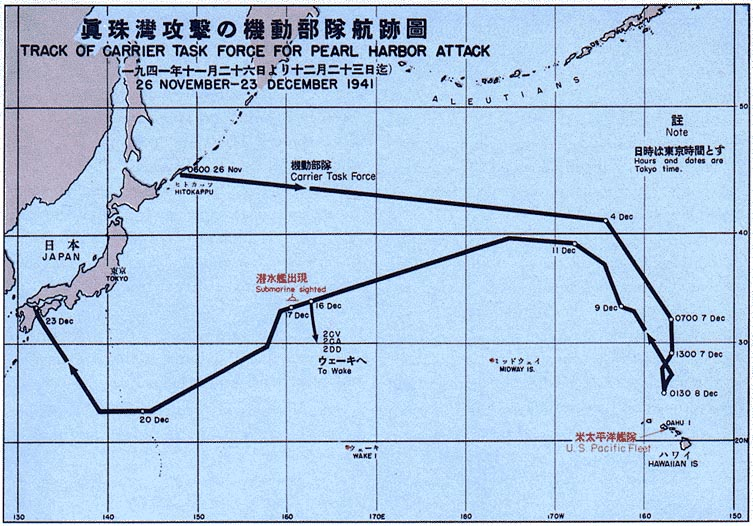 眞珠灣攻擊の機動部隊航跡圖
TRACK OF CARRIER TASK FORCE FOR PEARL HARBOR ATTACK
(一九四一年十一月二十六日より十二月二十三日迄)
26 NOVEMBER–23 DECEMBER 1941
ALEUTIANS
50
註
Note
日時は東京時間とす
Hours and dates are
Tokyo time.
0600 26 Nov
ヒトカップ
HITOKAPPU
機動部隊
Carrier Task Force
4 Dec
40
日本
JAPAN
東京
TOKYO
11 Dec
潜水艦出現
Submarine sighted
16 Dec
17 Dec
9 Dec
0700 7 Dec
23 Dec
2CV
2CA
2DD
ウェーキへ
To Wake
30
1300 7 Dec
ミッドウェイ
MIDWAY IS.
0130 8 Dec
20 Dec
OAHU I
米太平洋艦隊
U.S. Pacific Fleet
20N
ウェーキ
WAKE I
ハワイ
HAWAIIAN IS
130
140
150
160
170E
180
170W
160
150